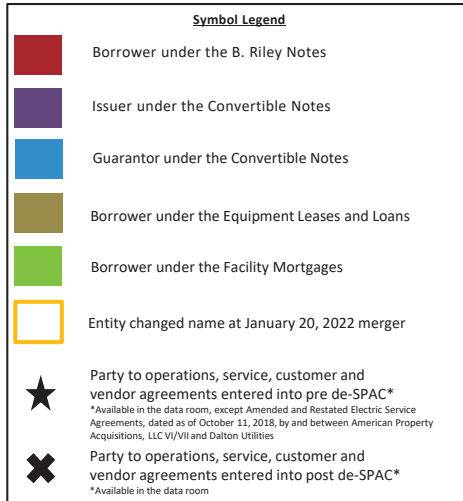 Symbol Legend
Borrower under the B. Riley Notes
Issuer under the Convertible Notes
Guarantor under the Convertible Notes
Borrower under the Equipment Leases and Loans
Borrower under the Facility Mortgages
Entity changed name at January 20, 2022 merger
Party to operations, service, customer and
vendor agreements entered into pre de-SPAC*
*Available in the data room, except Amended and Restated Electric Service
Agreements, dated as of October 11, 2018, by and between American Property
Acquisitions, LLC VI/VII and Dalton Utilities
Party to operations, service, customer and
vendor agreements entered into post de-SPAC*
*Available in the data room